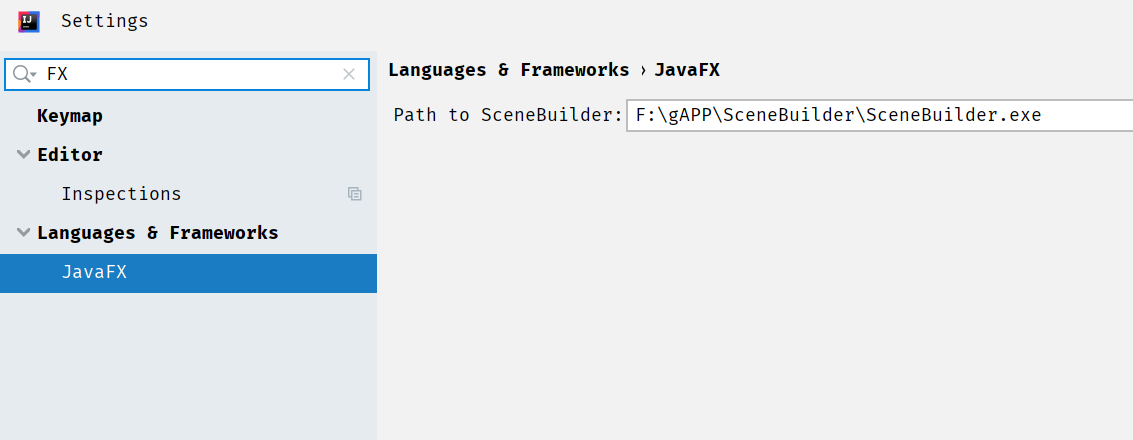 Settings
FX
Keymap
Editor
Inspections
Languages & Frameworks
JavaFX
Languages & Frameworks › JavaFX
Path to SceneBuilder: F:\gAPP\SceneBuilder\SceneBuilder.exe